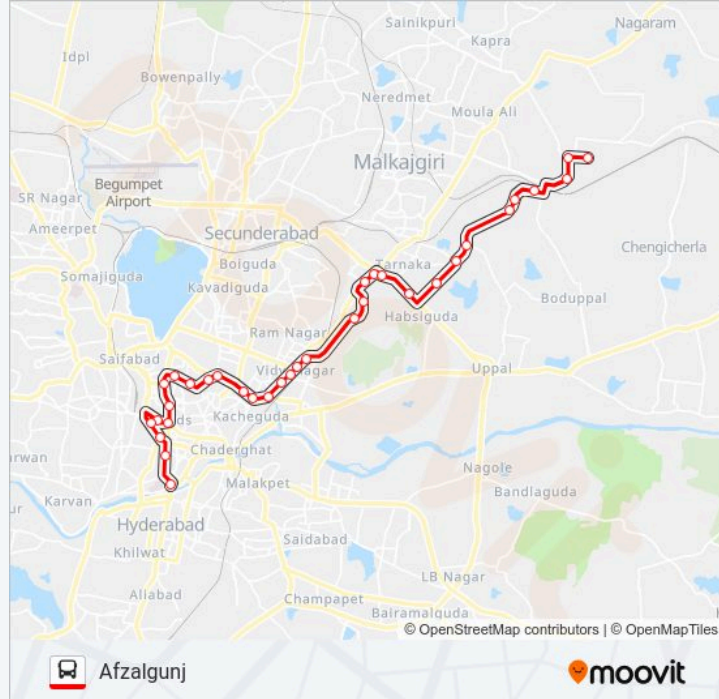 Sainikpuri
Nagaram
Kapra
Idpl
Bowenpally
Neredmet
Moula Ali
Malkajgiri
Begumpet
Airport
SR Nagar
Secunderabad
Ameerpet
Chengicherla
Tarnaka
Boiguda
Somajiguda
Kavadiguda
Boduppal
Habsiguda
Ram Nagar
Saifabad
Uppal
Kacheguda
Chaderghat
Nagole
Malakpet
Bandlaguda
Karvan
Hyderabad
Saidabad
Khilwat
LB Nagar
Aliabad
Champapet
Bairamalguda
© OpenStreetMap contributors | © OpenMapTiles
Afzalgunj
moovit